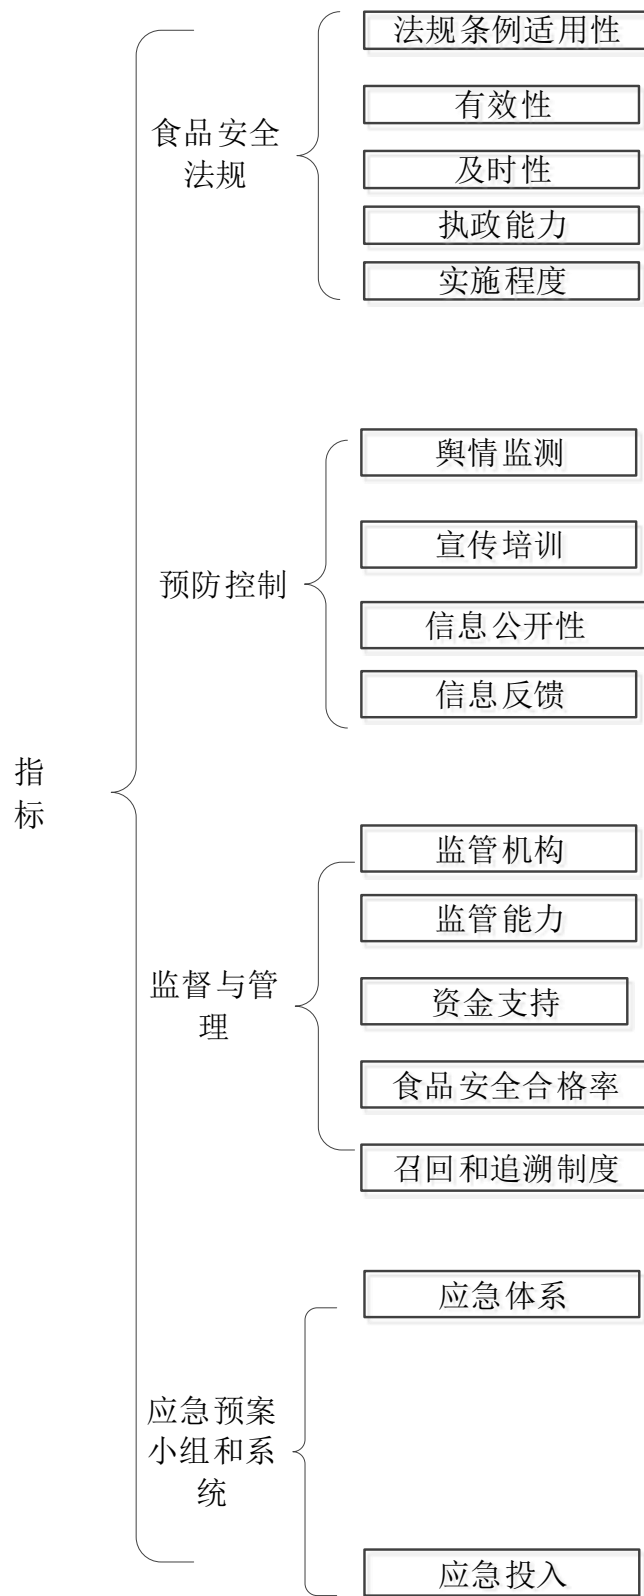 指
标
食品安全
法规
法规条例适用性
有效性
及时性
执政能力
实施程度
预防控制
舆情监测
宣传培训
信息公开性
信息反馈
监督与管
理
监管机构
监管能力
资金支持
食品安全合格率
召回和追溯制度
应急预案
小组和系
统
应急体系
应急投入